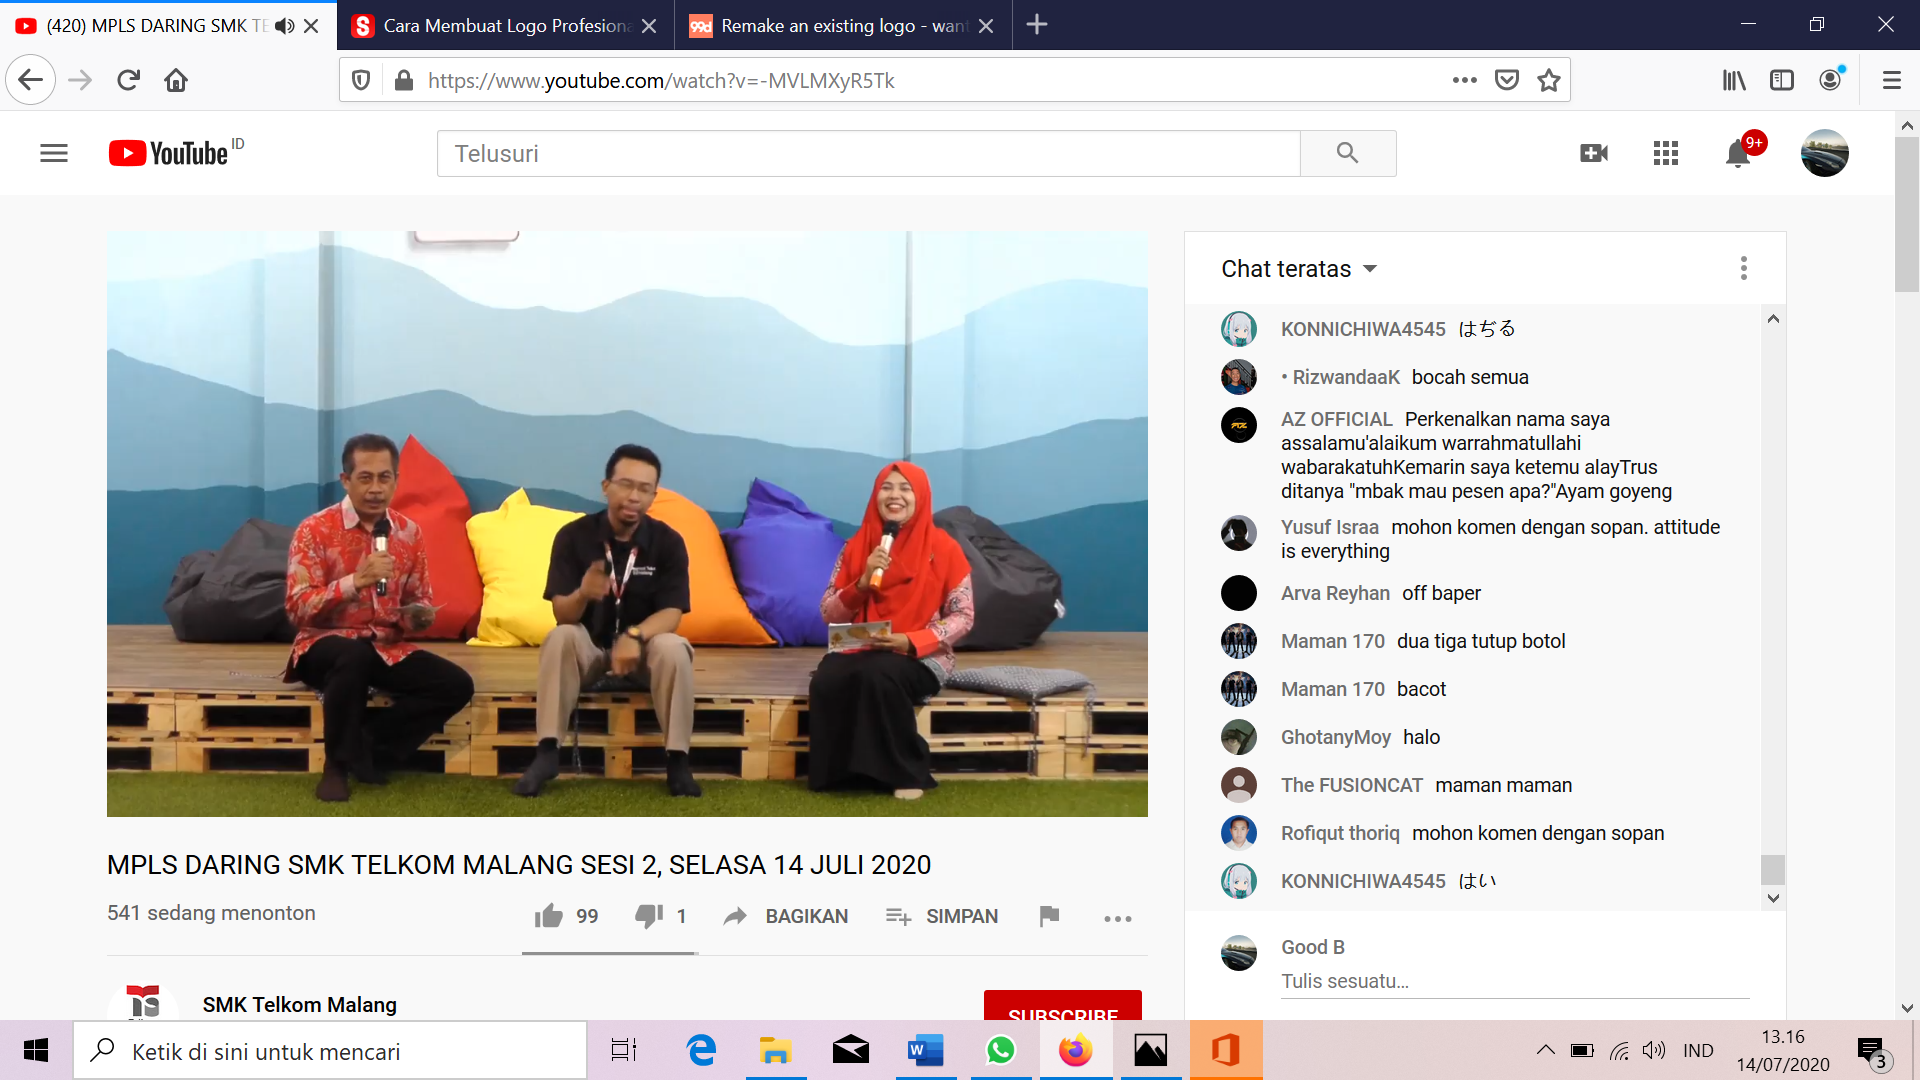 (420) MPLS DARING SMK TE
Cara Membuat Logo Profesiona
99d
Remake an existing logo - want
https://www.youtube.com/watch?v=-MVLMXyR5Tk
YouTube ID
Telusuri
9+
Chat teratas
KONNICHIWA4545 はぢる
• RizwandaaK bocah semua
AZ OFFICIAL Perkenalkan nama saya
assalamu'alaikum warrahmatullahi
wabarakatuhKemarin saya ketemu alayTrus
ditanya "mbak mau pesen apa?"Ayam goyeng
Yusuf Israa mohon komen dengan sopan. attitude
is everything
Arva Reyhan off baper
Maman 170 dua tiga tutup botol
Maman 170 bacot
GhotanyMoy halo
The FUSIONCAT maman maman
Rofiqut thoriq mohon komen dengan sopan
KONNICHIWA4545 はい
Good B
Tulis sesuatu...
MPLS DARING SMK TELKOM MALANG SESI 2, SELASA 14 JULI 2020
541 sedang menonton
99
1
BAGIKAN
SIMPAN
SMK Telkom Malang
SUBSCRIBE
Ketik di sini untuk mencari
IND
13.16
14/07/2020
3